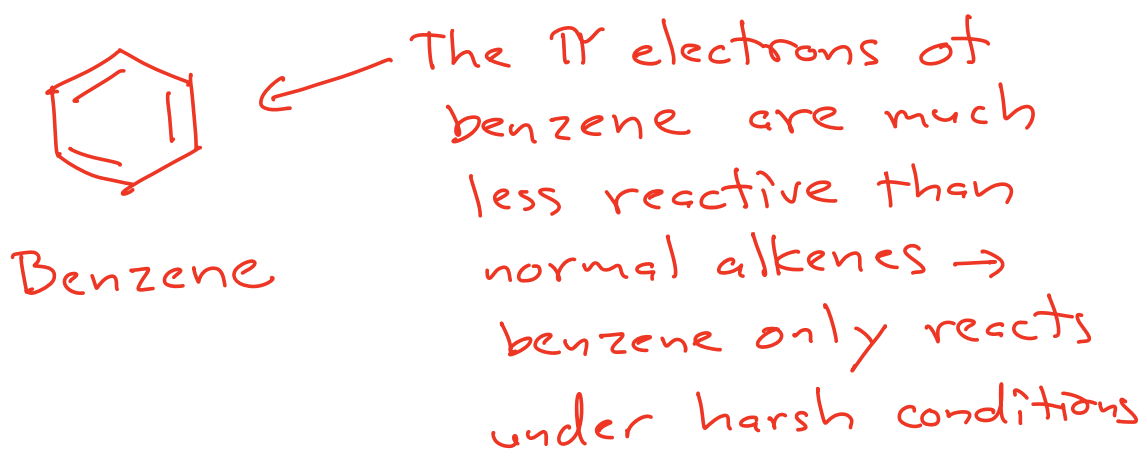 The π electrons of
benzene are much
less reactive than
Benzene
normal alkenes →
benzene only reacts
under harsh conditions